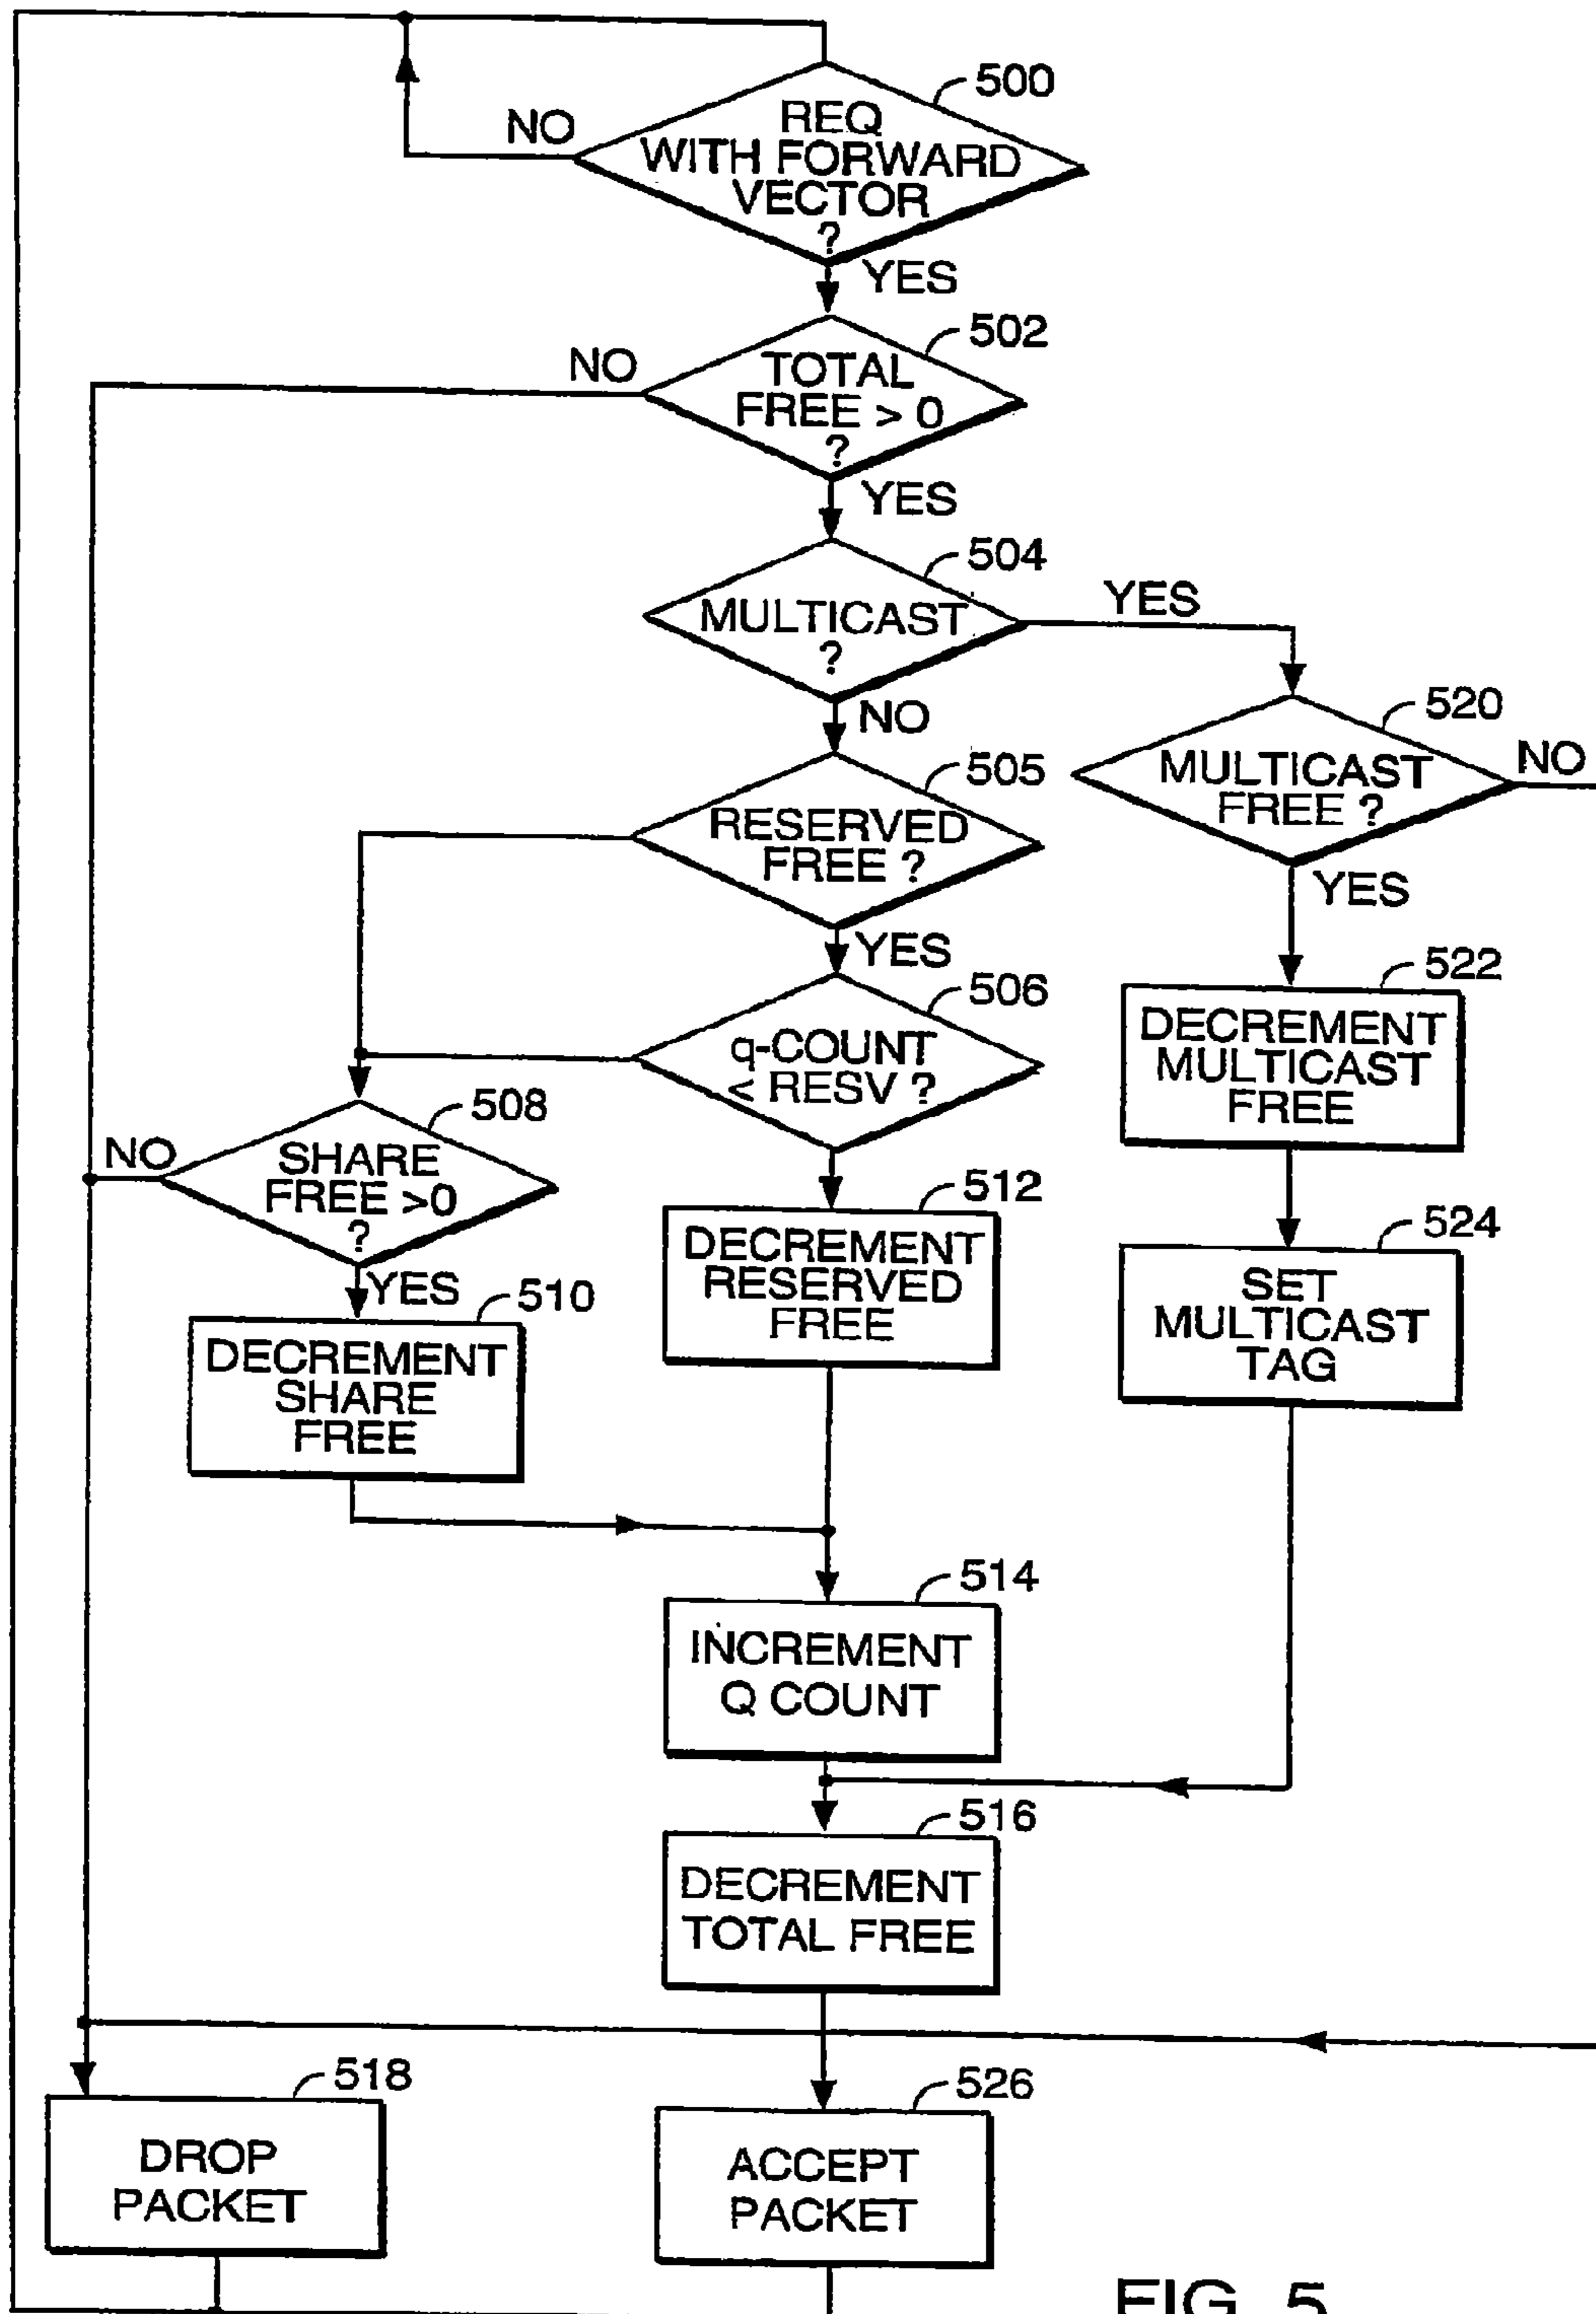 500
REQ
WITH FORWARD
VECTOR
?
NO
YES
502
TOTAL
FREE > 0
?
NO
YES
504
MULTICAST
?
YES
NO
520
MULTICAST
FREE ?
NO
YES
505
RESERVED
FREE ?
YES
506
q-COUNT
< RESV ?
522
DECREMENT
MULTICAST
FREE
508
SHARE
FREE >0
?
NO
YES
512
DECREMENT
RESERVED
FREE
524
SET
MULTICAST
TAG
510
DECREMENT
SHARE
FREE
514
INCREMENT
Q COUNT
516
DECREMENT
TOTAL FREE
518
DROP
PACKET
526
ACCEPT
PACKET
FIG. 5